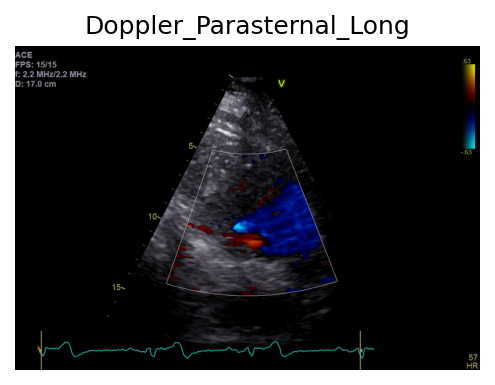 Doppler_Parasternal_Long
ACE
FPS: 15/15
f: 2.2 MHz/2.2 MHz
D: 17.0 cm
V
63
-63
5
10
15
57
HR